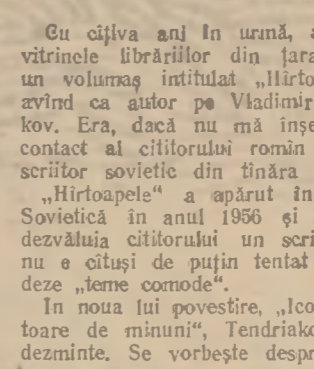 Cu cîţiva ani în urmă, a
vitrinele librăriilor din ţara
un volumaş intitulat „Hîrto
avînd ca autor pe Vladimir
kov. Era, dacă nu mă înşe
contact al cititorului romîn
scriitor sovietic din tînăra
„Hîrtoapele“ a apărut în
Sovietică în anul 1956 şi
dezvăluia cititorului un scri
nu e cîtuşi de puţin tentat
deze „teme comode“.
In noua lui povestire, „Ico
toare de minuni“, Tendriako
dezminte. Se vorbeşte despr